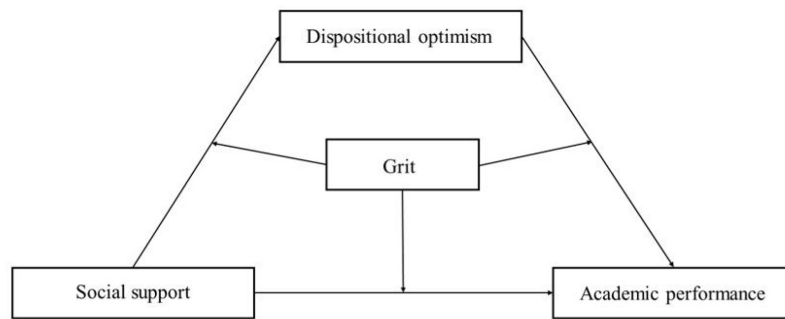 Dispositional optimism
Grit
Social support
Academic performance